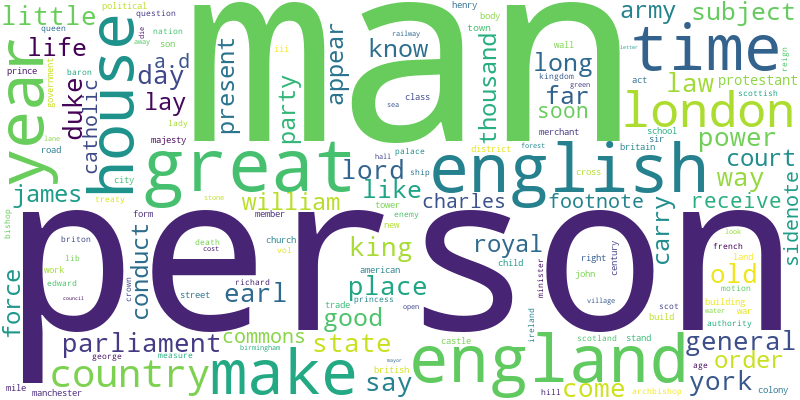 man
person
time
year
house
great
english
london
england
make
country
little
life
day
a.d
lay
duke
catholic
political
queen
die
nation
question
away
son
prince
baron
government
lane
road
city
majesty
lady
present
party
appear
henry
body
town
know
railway
iii
wall
kingdom
green
class
sea
long
far
soon
thousand
army
subject
law
protestant
letter
reign
act
scottish
school
sir
merchant
britain
power
court
way
receive
sidenote
james
william
lord
like
palace
hall
ship
district
forest
cross
charles
footnote
carry
bishop
treaty
stone
tower
enemy
new
king
royal
child
place
good
earl
conduct
form
member
death
cost
church
vol
american
richard
princess
open
trade
street
crown
briton
lib
work
edward
council
force
parliament
commons
state
say
george
measure
birmingham
british
castle
mayor
manchester
mile
minister
right
century
john
village
ireland
scotland
stand
scot
build
french
look
land
motion
building
war
water
authority
old
general
order
york
come
age
hill
archbishop
colony